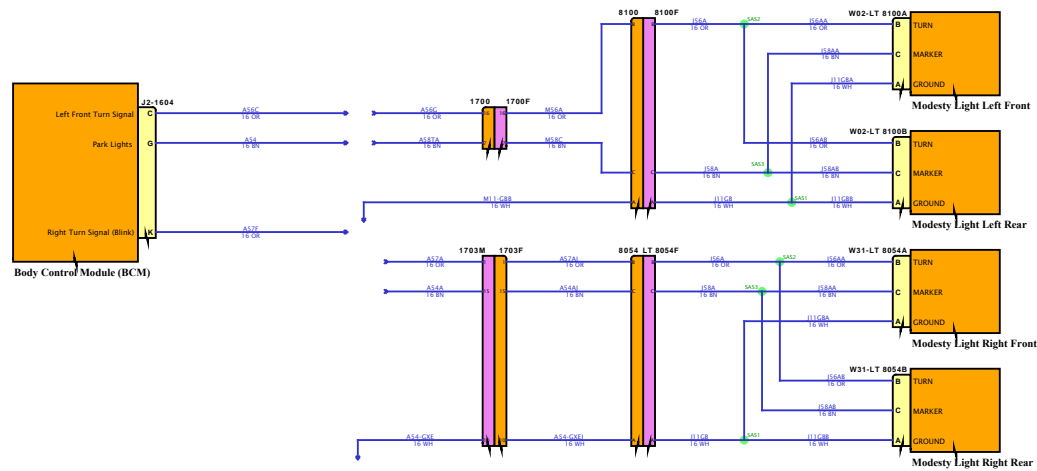 8100
8100F
W02-LT 8100A
J56A
16 OR
SAS2
J56AA
16 OR
B
TURN
J58AA
16 BN
C
MARKER
J11G8A
16 WH
A
GROUND
Modesty Light Left Front
J2-1604
1700
1700F
Left Front Turn Signal
C
A56C
16 OR
A56G
16 OR
M56A
16 OR
Park Lights
G
A54
16 BN
A58TA
16 BN
M58C
16 BN
W02-LT 8100B
J56AB
16 OR
B
TURN
C
C
J58A
16 BN
SAS3
J58AB
16 BN
C
MARKER
M11-G8B
16 WH
A
A
J11G8
16 WH
SAS1
J11G8B
16 WH
A
GROUND
Modesty Light Left Rear
Right Turn Signal (Blink)
K
A57F
16 OR
Body Control Module (BCM)
1703M
1703F
8054 LT 8054F
W31-LT 8054A
A57A
16 OR
A57AJ
16 OR
J56A
16 OR
SAS2
J56AA
16 OR
B
TURN
A54A
16 BN
15
15
A54AJ
16 BN
C
C
J58A
16 BN
SAS3
J58AA
16 BN
C
MARKER
J11G8A
16 WH
A
GROUND
Modesty Light Right Front
W31-LT 8054B
J56AB
16 OR
B
TURN
J58AB
16 BN
C
MARKER
A54-GXE
16 WH
A54-GXEJ
16 WH
A
A
J11G8
16 WH
SAS1
J11G8B
16 WH
A
GROUND
Modesty Light Right Rear